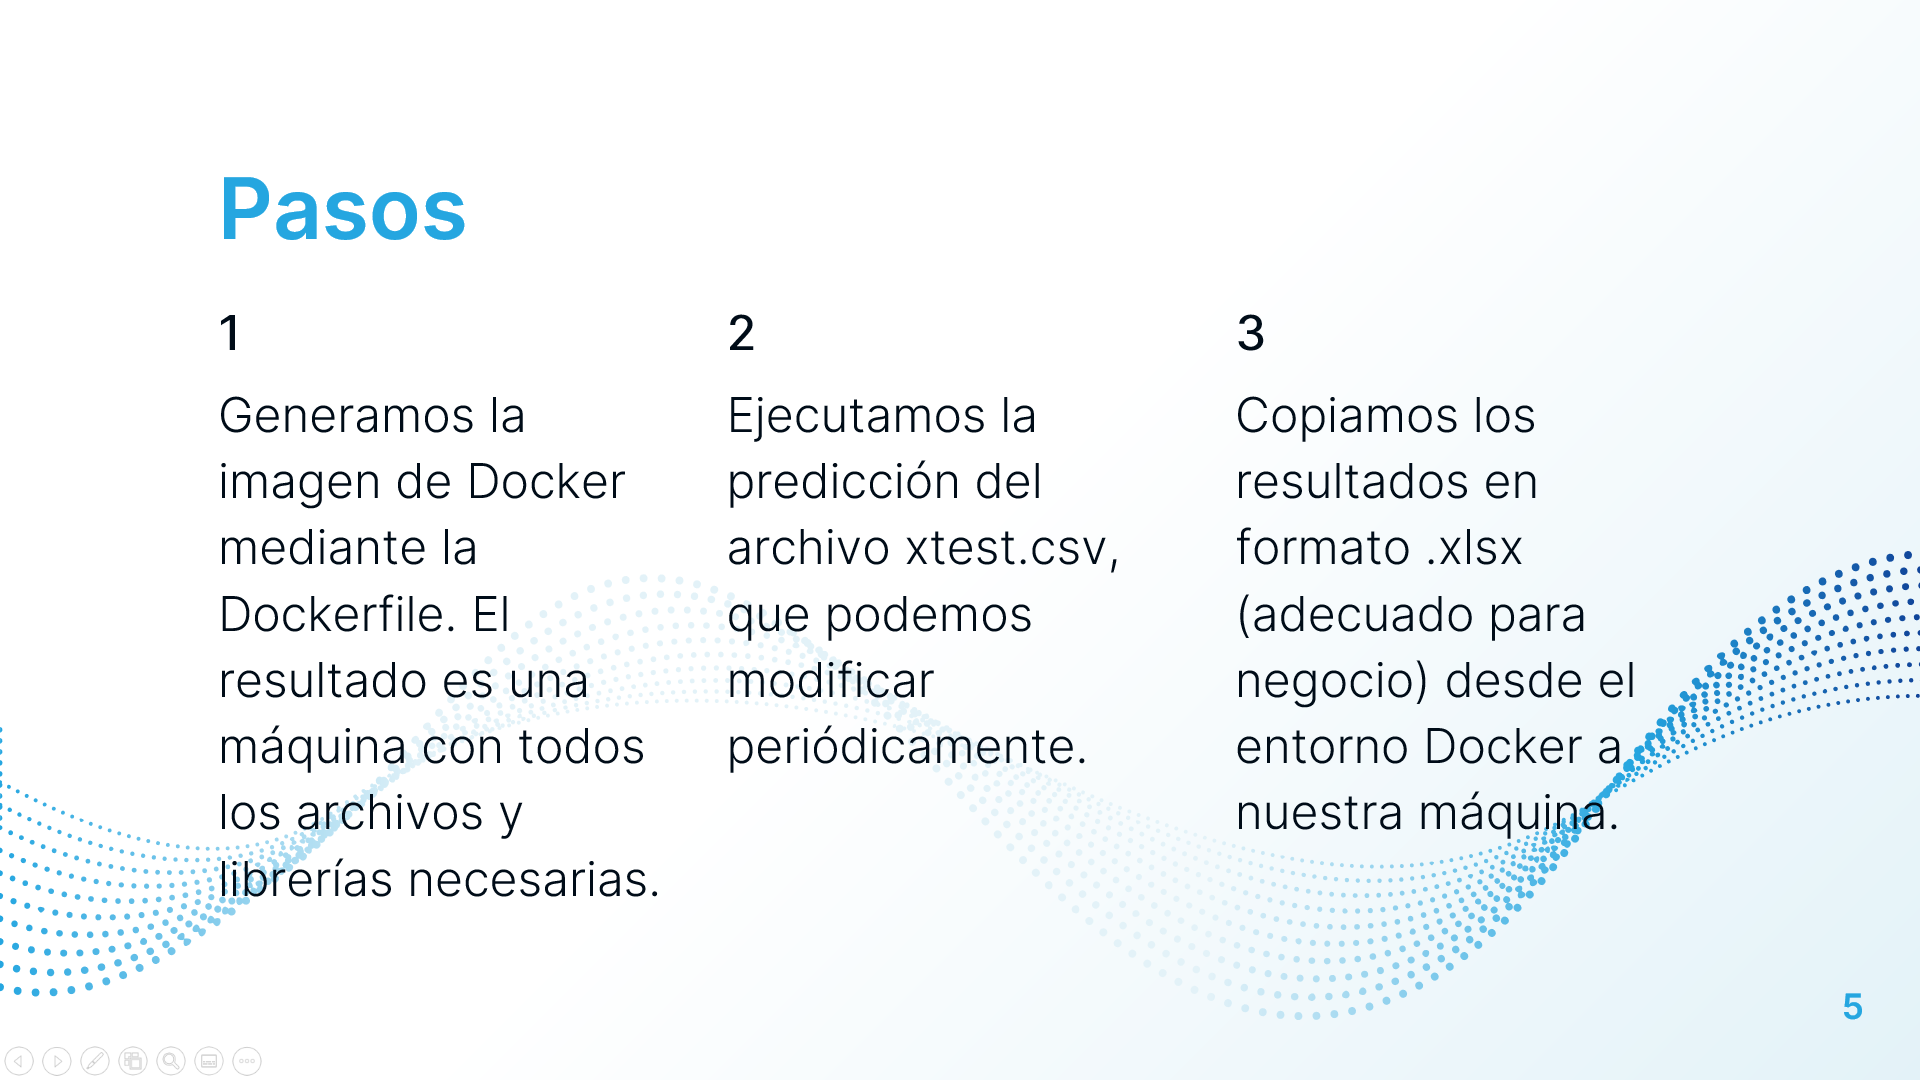 Pasos
1
Generamos la
imagen de Docker
mediante la
Dockerfile. El
resultado es una
máquina con todos
los archivos y
librerías necesarias.
2
Ejecutamos la
predicción del
archivo xtest.csv,
que podemos
modificar
periódicamente.
3
Copiamos los
resultados en
formato .xlsx
(adecuado para
negocio) desde el
entorno Docker a
nuestra máquina.
5